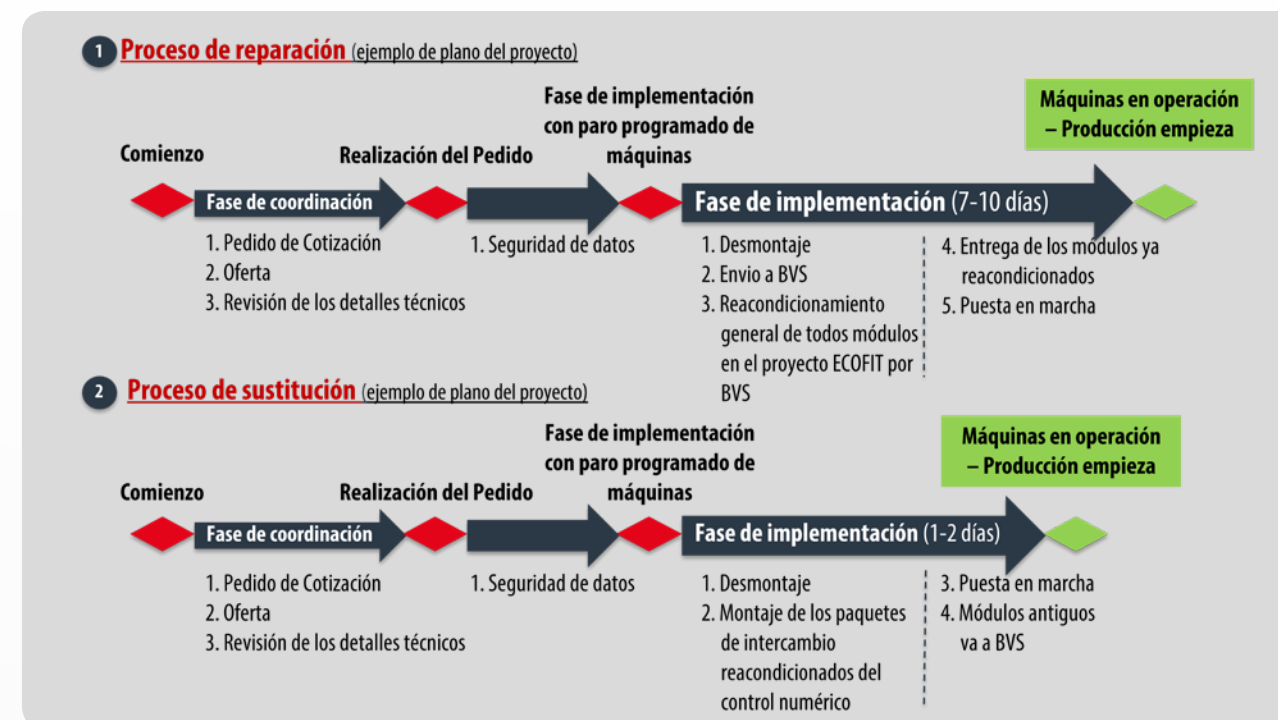 1 Proceso de reparación (ejemplo de plano del proyecto)
Fase de implementación
con paro programado de
máquinas
Máquinas en operación
– Producción empieza
Comienzo
Realización del Pedido
Fase de coordinación
Fase de implementación (7-10 días)
1. Pedido de Cotización
2. Oferta
3. Revisión de los detalles técnicos
1. Seguridad de datos
1. Desmontaje
2. Envio a BVS
3. Reacondicionamiento
general de todos módulos
en el proyecto ECOFIT por
BVS
4. Entrega de los módulos ya
reacondicionados
5. Puesta en marcha
2 Proceso de sustitución (ejemplo de plano del proyecto)
Fase de implementación
con paro programado de
máquinas
Máquinas en operación
– Producción empieza
Comienzo
Realización del Pedido
Fase de coordinación
Fase de implementación (1-2 días)
1. Pedido de Cotización
2. Oferta
3. Revisión de los detalles técnicos
1. Seguridad de datos
1. Desmontaje
2. Montaje de los paquetes
de intercambio
reacondicionados del
control numérico
3. Puesta en marcha
4. Módulos antiguos
va a BVS